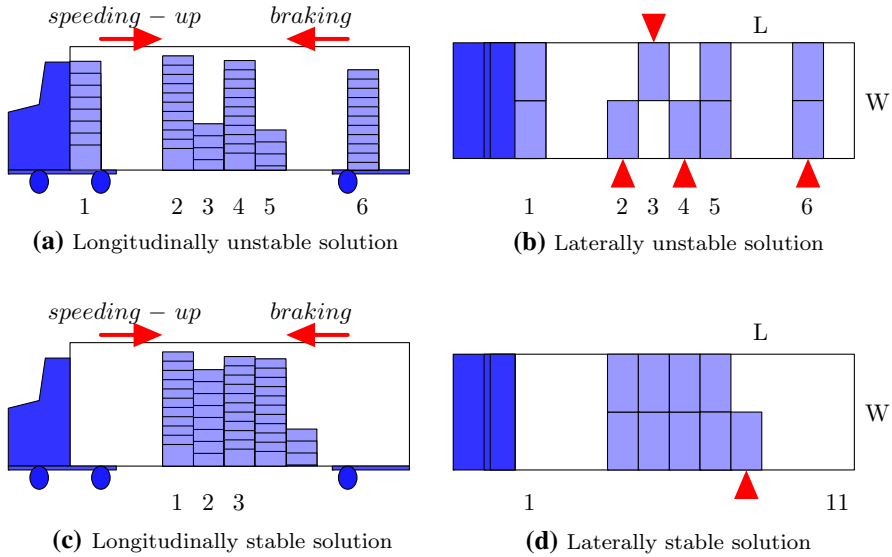 speeding − up braking
1 2 3 4 5 6
(a) Longitudinally unstable solution
L
W
1 2 3 4 5 6
(b) Laterally unstable solution
speeding − up braking
1 2 3
(c) Longitudinally stable solution
L
W
1 11
(d) Laterally stable solution